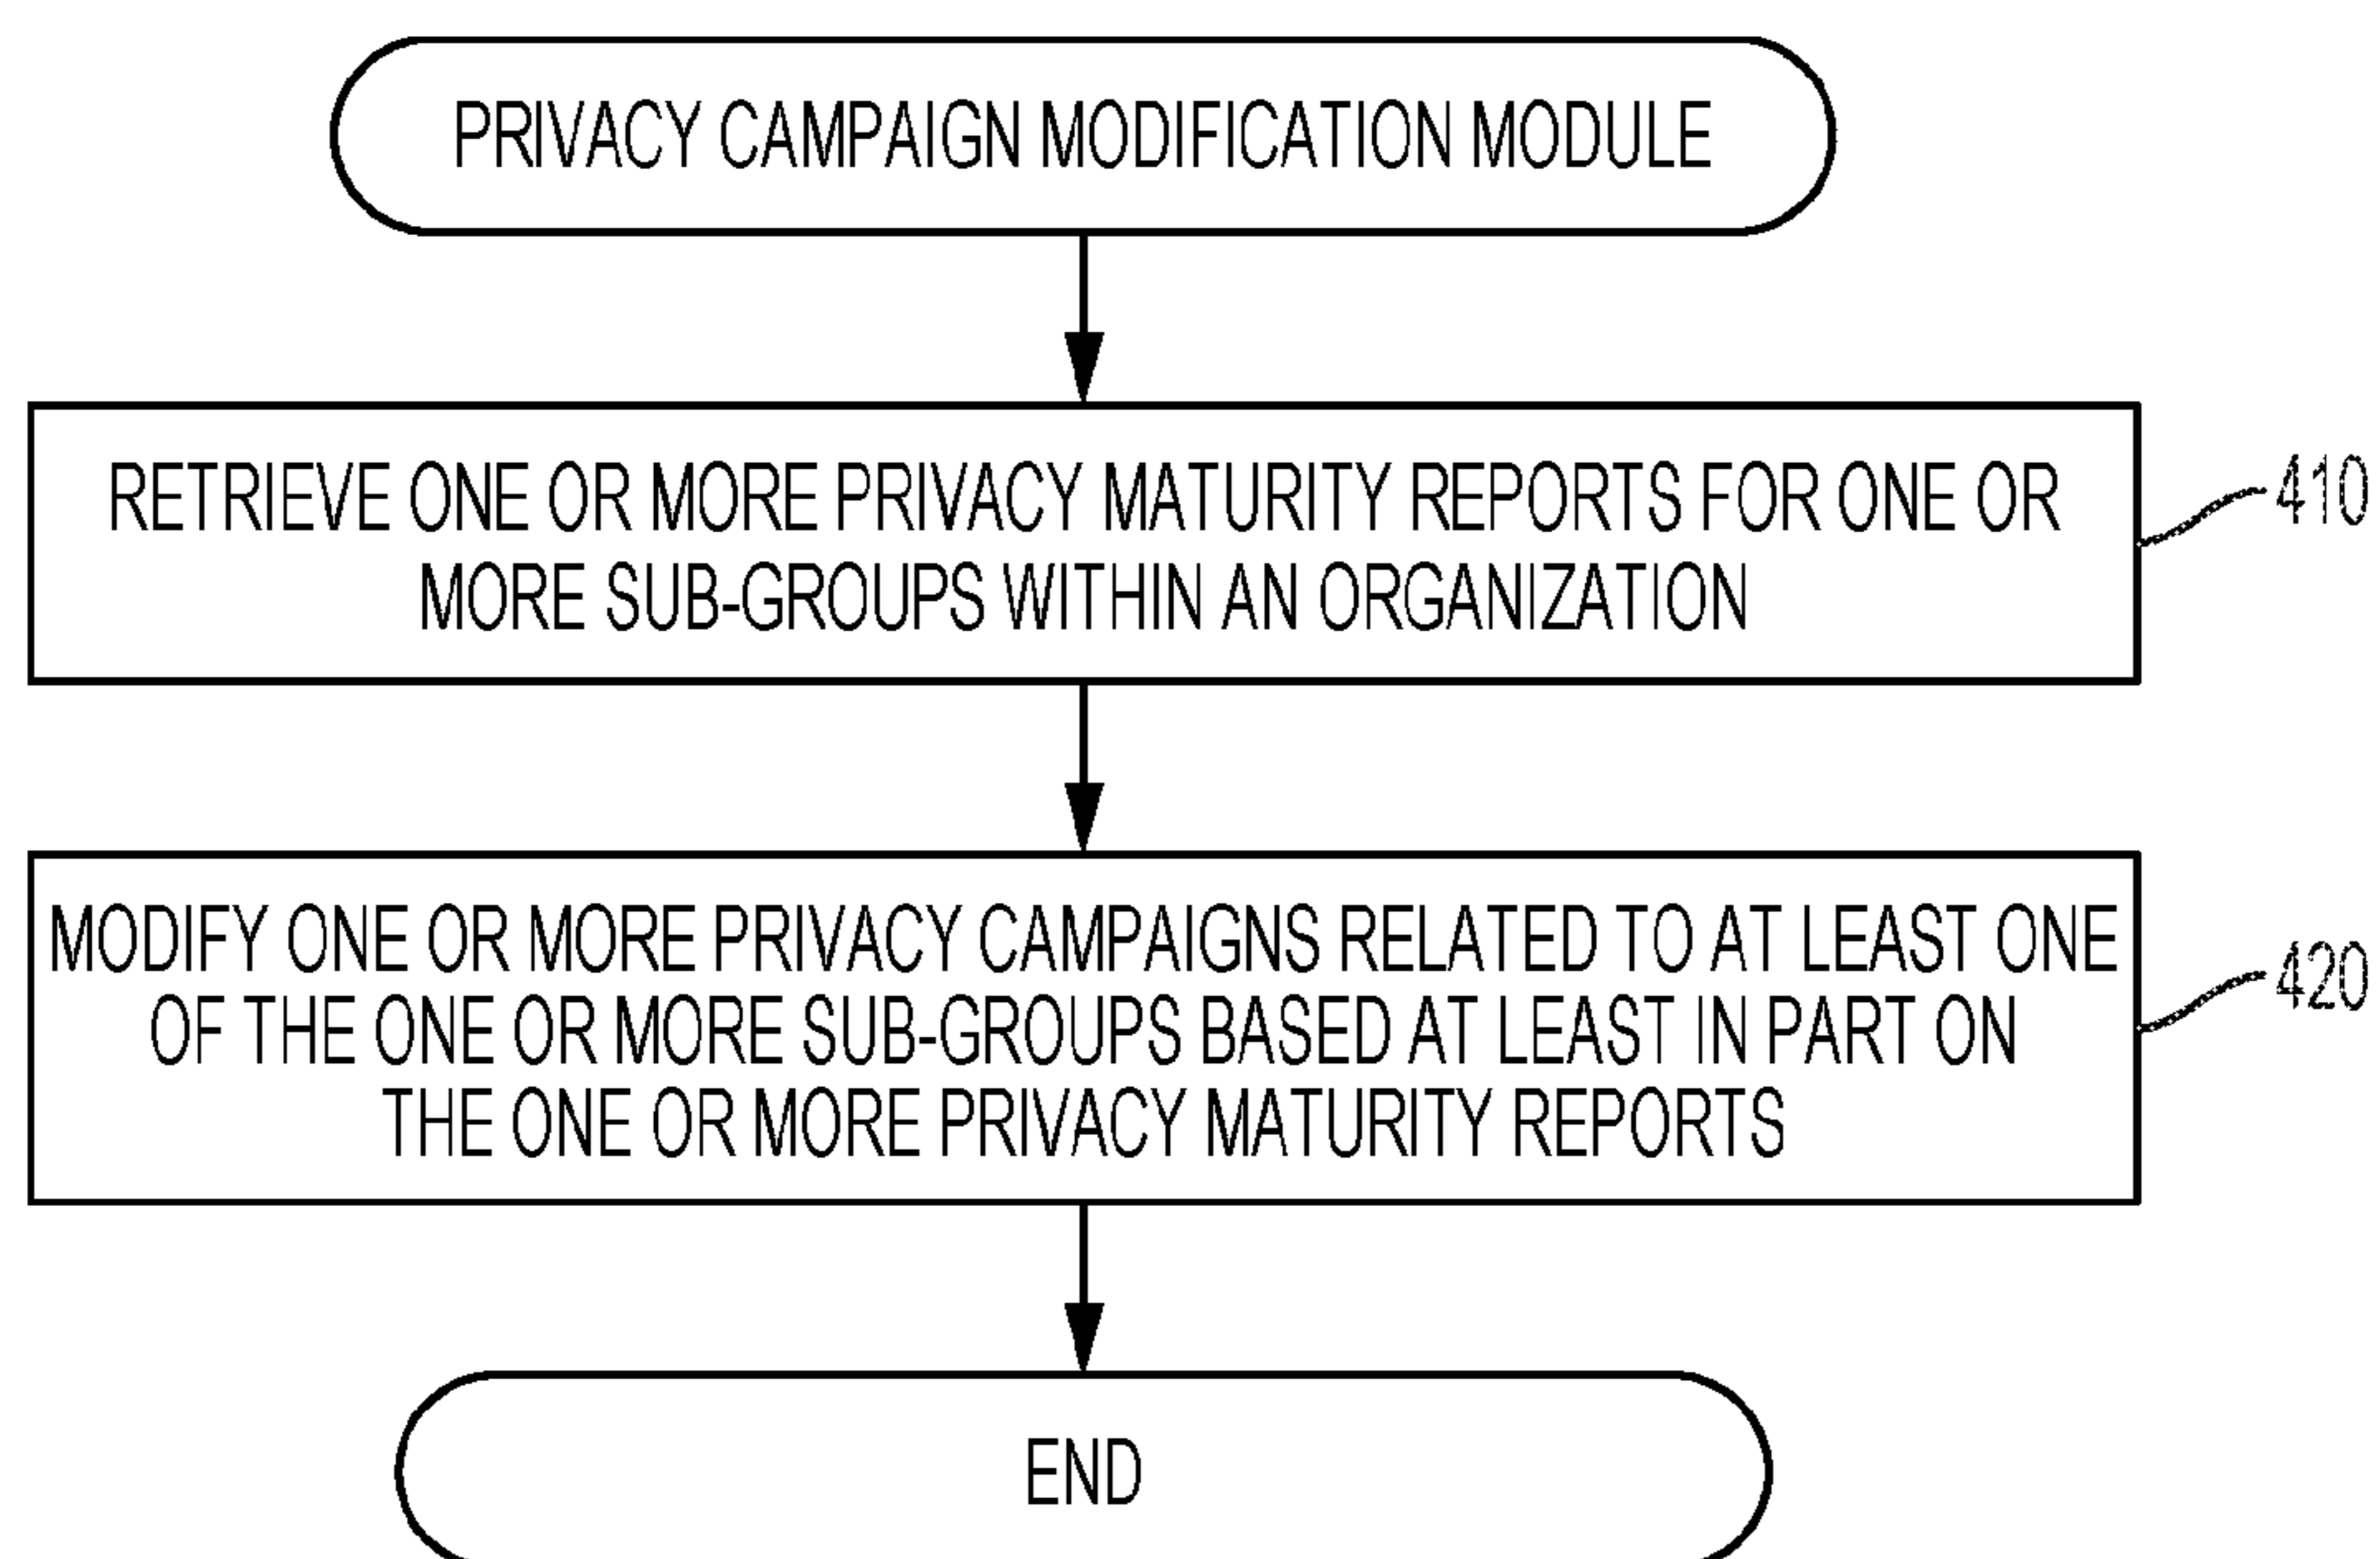 PRIVACY CAMPAIGN MODIFICATION MODULE
RETRIEVE ONE OR MORE PRIVACY MATURITY REPORTS FOR ONE OR
MORE SUB-GROUPS WITHIN AN ORGANIZATION
410
MODIFY ONE OR MORE PRIVACY CAMPAIGNS RELATED TO AT LEAST ONE
OF THE ONE OR MORE SUB-GROUPS BASED AT LEAST IN PART ON
THE ONE OR MORE PRIVACY MATURITY REPORTS
420
END